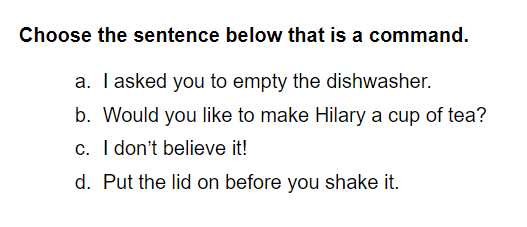 Choose the sentence below that is a command.
a. I asked you to empty the dishwasher.
b. Would you like to make Hilary a cup of tea?
c. I don’t believe it!
d. Put the lid on before you shake it.